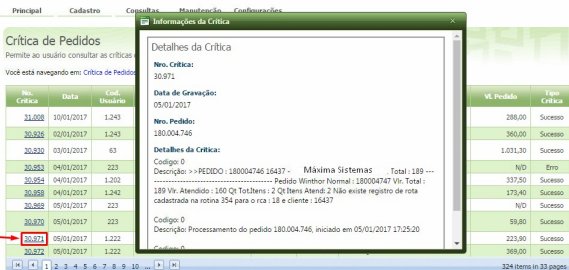 Principal Cadastro Consultas Manutenção Configurações
Informações da Crítica
Crítica de Pedidos
Permite ao usuário consultar as críticas
Você está navegando em: Crítica de Pedidos
Detalhes da Crítica
Nro. Crítica:
30.971
Data de Gravação:
05/01/2017
Nro. Pedido:
180.004.746
Detalhes da Crítica:
Codigo: 0
Descrição: >>PEDIDO : 180004746 16437 - Máxima Sistemas . Total : 189 ---
---------------------------------------- Pedido Winthor Normal : 180004747 Vlr. Total :
189 Vlr. Atendido : 160 Qt Tot.Itens : 2 Qt Itens Atend: 2 Não existe registro de rota
cadastrada na rotina 354 para o rca : 18 e cliente : 16437
Codigo: 0
Descrição: Processamento do pedido 180.004.746, iniciado em 05/01/2017 17:25:20
Codigo: 0
No. Crítica Data Cod. Usuário Vl. Pedido Tipo Crítica
31.008 10/01/2017 1.243 288,00 Sucesso
30.926 02/01/2017 1.243 360,00 Sucesso
30.930 03/01/2017 63 1.031,30 Sucesso
30.953 04/01/2017 223 N/D Erro
30.954 04/01/2017 1.202 337,50 Sucesso
30.958 04/01/2017 1.242 173,40 Sucesso
30.969 05/01/2017 223 N/D Sucesso
30.970 05/01/2017 223 59,80 Sucesso
30.971 05/01/2017 1.222 223,90 Sucesso
30.972 05/01/2017 1.222 369,00 Sucesso
1 2 3 4 5 6 7 8 9 10 ... 324 items in 33 pages